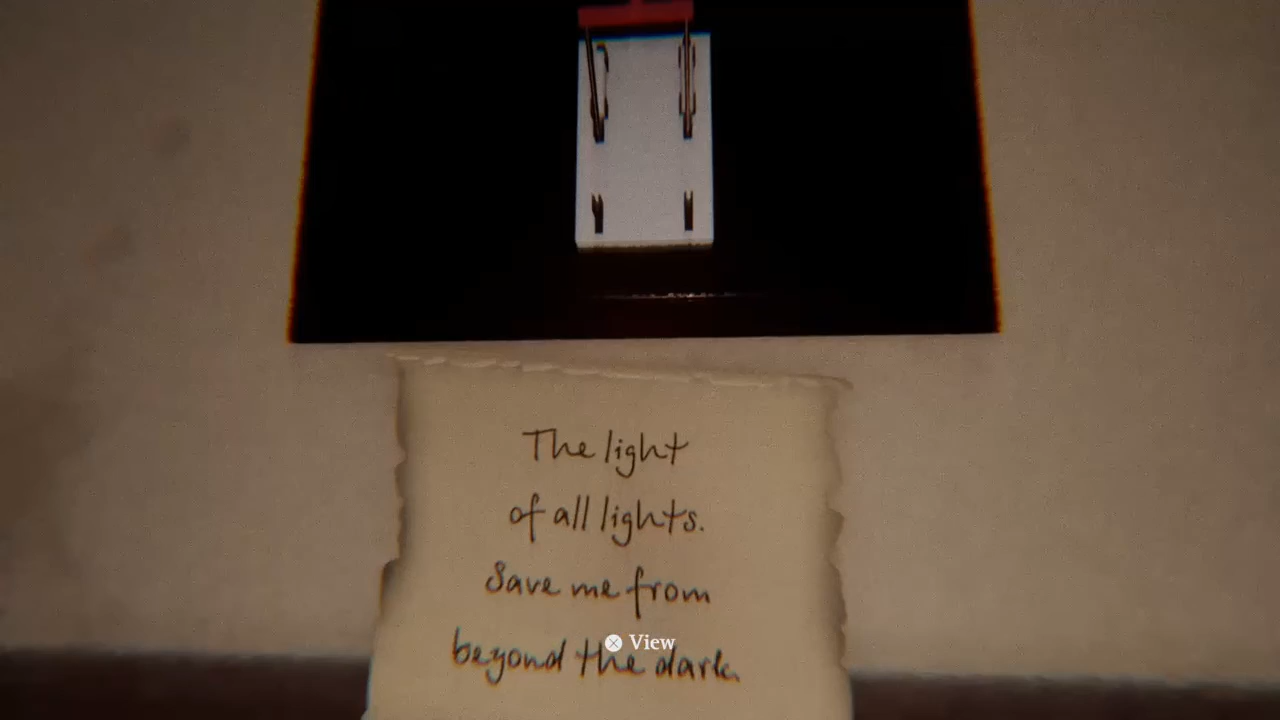 The light
of all lights.
Save me from
beyond the dark.
View